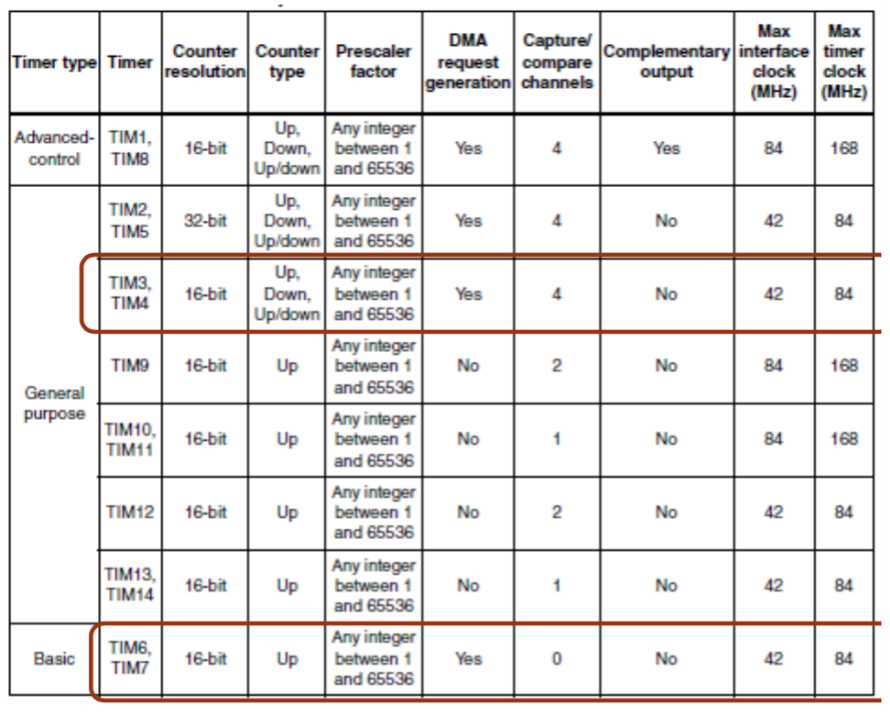 Timer type Timer Counter resolution Counter type Prescaler factor DMA request generation Capture/ compare channels Complementary output Max interface clock (MHz) Max timer clock (MHz)
Advanced-control TIM1, TIM8 16-bit Up, Down, Up/down Any integer between 1 and 65536 Yes 4 Yes 84 168
General purpose TIM2, TIM5 32-bit Up, Down, Up/down Any integer between 1 and 65536 Yes 4 No 42 84
TIM3, TIM4 16-bit Up, Down, Up/down Any integer between 1 and 65536 Yes 4 No 42 84
TIM9 16-bit Up Any integer between 1 and 65536 No 2 No 84 168
TIM10, TIM11 16-bit Up Any integer between 1 and 65536 No 1 No 84 168
TIM12 16-bit Up Any integer between 1 and 65536 No 2 No 42 84
TIM13, TIM14 16-bit Up Any integer between 1 and 65536 No 1 No 42 84
Basic TIM6, TIM7 16-bit Up Any integer between 1 and 65536 Yes 0 No 42 84